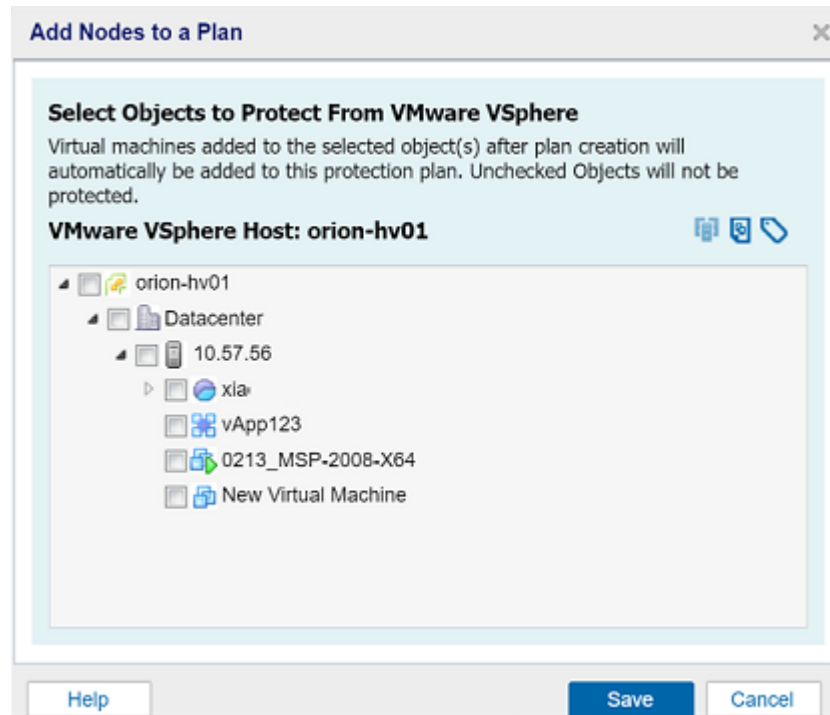 Add Nodes to a Plan
Select Objects to Protect From VMware VSphere
Virtual machines added to the selected object(s) after plan creation will
automatically be added to this protection plan. Unchecked Objects will not be
protected.
VMware VSphere Host: orion-hv01
orion-hv01
Datacenter
10.57.56
xia
vApp123
0213_MSP-2008-X64
New Virtual Machine
Help
Save
Cancel